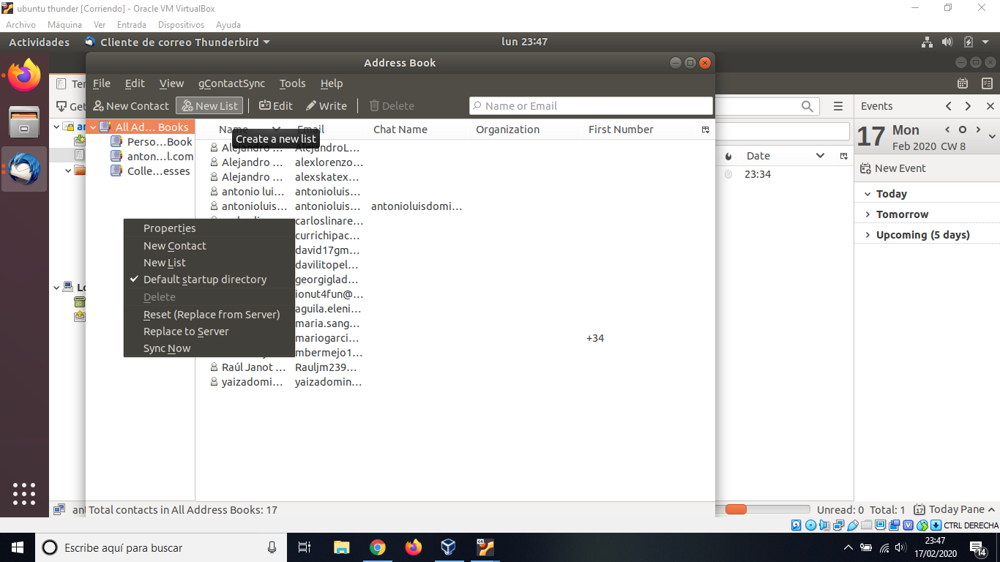 ubuntu thunder [Corriendo] - Oracle VM VirtualBox
Archivo Máquina Ver Entrada Dispositivos Ayuda
Actividades Cliente de correo Thunderbird lun 23:47
Address Book
File Edit View gContactSync Tools Help
New Contact New List Edit Write Delete Name or Email
All Ad... Books
Perso...Book
anton...l.com
Colle...esses
Email Chat Name Organization First Number
Create a new list
Alejandro ... AlejandroL...
Alejandro ... alexlorenzo...
Alejandro ... alexskatex...
antonio lui... antonioluis...
antonioluis... antonioluis... antonioluisdomi...
carloslinare...
currichipac...
david17gm...
davilitopel...
georgiglad...
ionut4fun@...
aguila.eleni...
maria.sang...
mariogarci... +34
mbermejo1...
Raúl Janot ... Rauljm239...
yaizadomi... yaizadomin...
Properties
New Contact
New List
Default startup directory
Delete
Reset (Replace from Server)
Replace to Server
Sync Now
Total contacts in All Address Books: 17
Get
Date
23:34
Events
17 Mon
Feb 2020 CW 8
New Event
Today
Tomorrow
Upcoming (5 days)
Unread: 0 Total: 1 17 Today Pane
CTRL DERECHA
Escribe aquí para buscar
23:47
17/02/2020
14